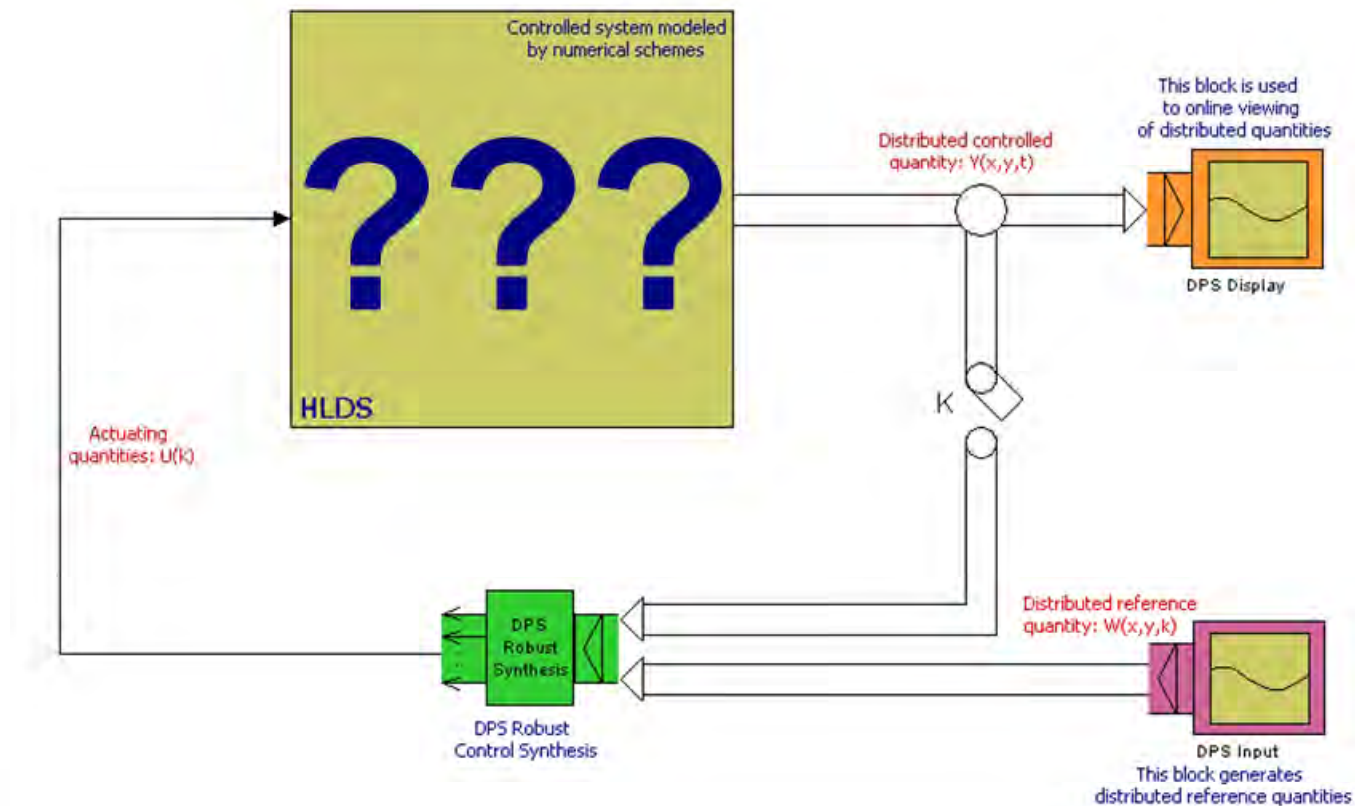 Controlled system modeled
by numerical schemes
???
HLDS
This block is used
to online viewing
of distributed quantities
Distributed controlled
quantity: Y(x,y,t)
DPS Display
K
Actuating
quantities: U(k)
DPS
Robust
Synthesis
DPS Robust
Control Synthesis
Distributed reference
quantity: W(x,y,k)
DPS Input
This block generates
distributed reference quantities